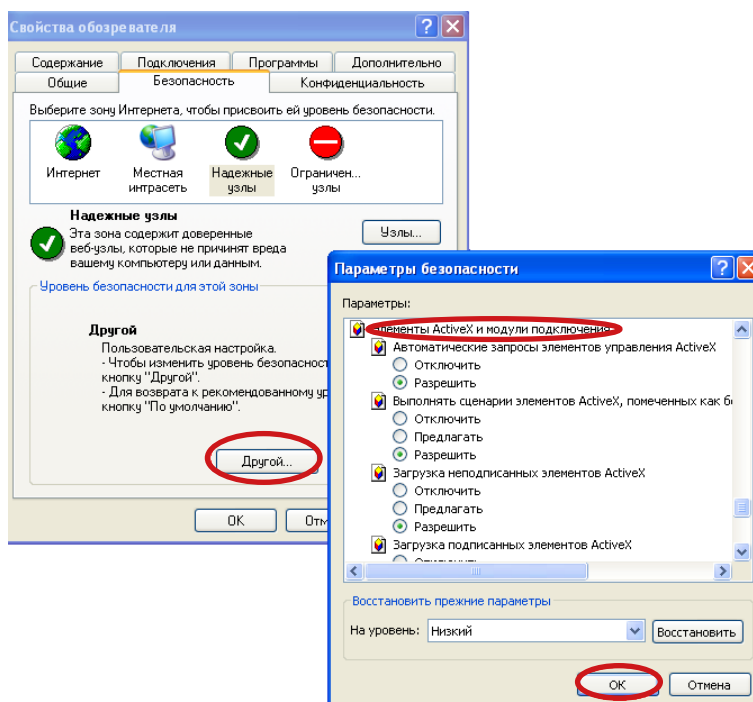 Свойства обозревателя
Содержание Подключения Программы Дополнительно
Общие Безопасность Конфиденциальность
Выберите зону Интернета, чтобы присвоить ей уровень безопасности.
Интернет
Местная интрасеть
Надежные узлы
Ограничен... узлы
Надежные узлы
Эта зона содержит доверенные
веб-узлы, которые не причинят вреда
вашему компьютеру или данным.
Узлы...
Уровень безопасности для этой зоны
Другой
Пользовательская настройка.
- Чтобы изменить уровень безопасност
кнопку "Другой".
- Для возврата к рекомендованному ур
кнопку "По умолчанию".
Другой...
OK Отм
Параметры безопасности
Параметры:
Элементы ActiveX и модули подключения
Автоматические запросы элементов управления ActiveX
Отключить
Разрешить
Выполнять сценарии элементов ActiveX, помеченных как б
Отключить
Предлагать
Разрешить
Загрузка неподписанных элементов ActiveX
Отключить
Предлагать
Разрешить
Загрузка подписанных элементов ActiveX
Восстановить прежние параметры
На уровень: Низкий Восстановить
OK Отмена